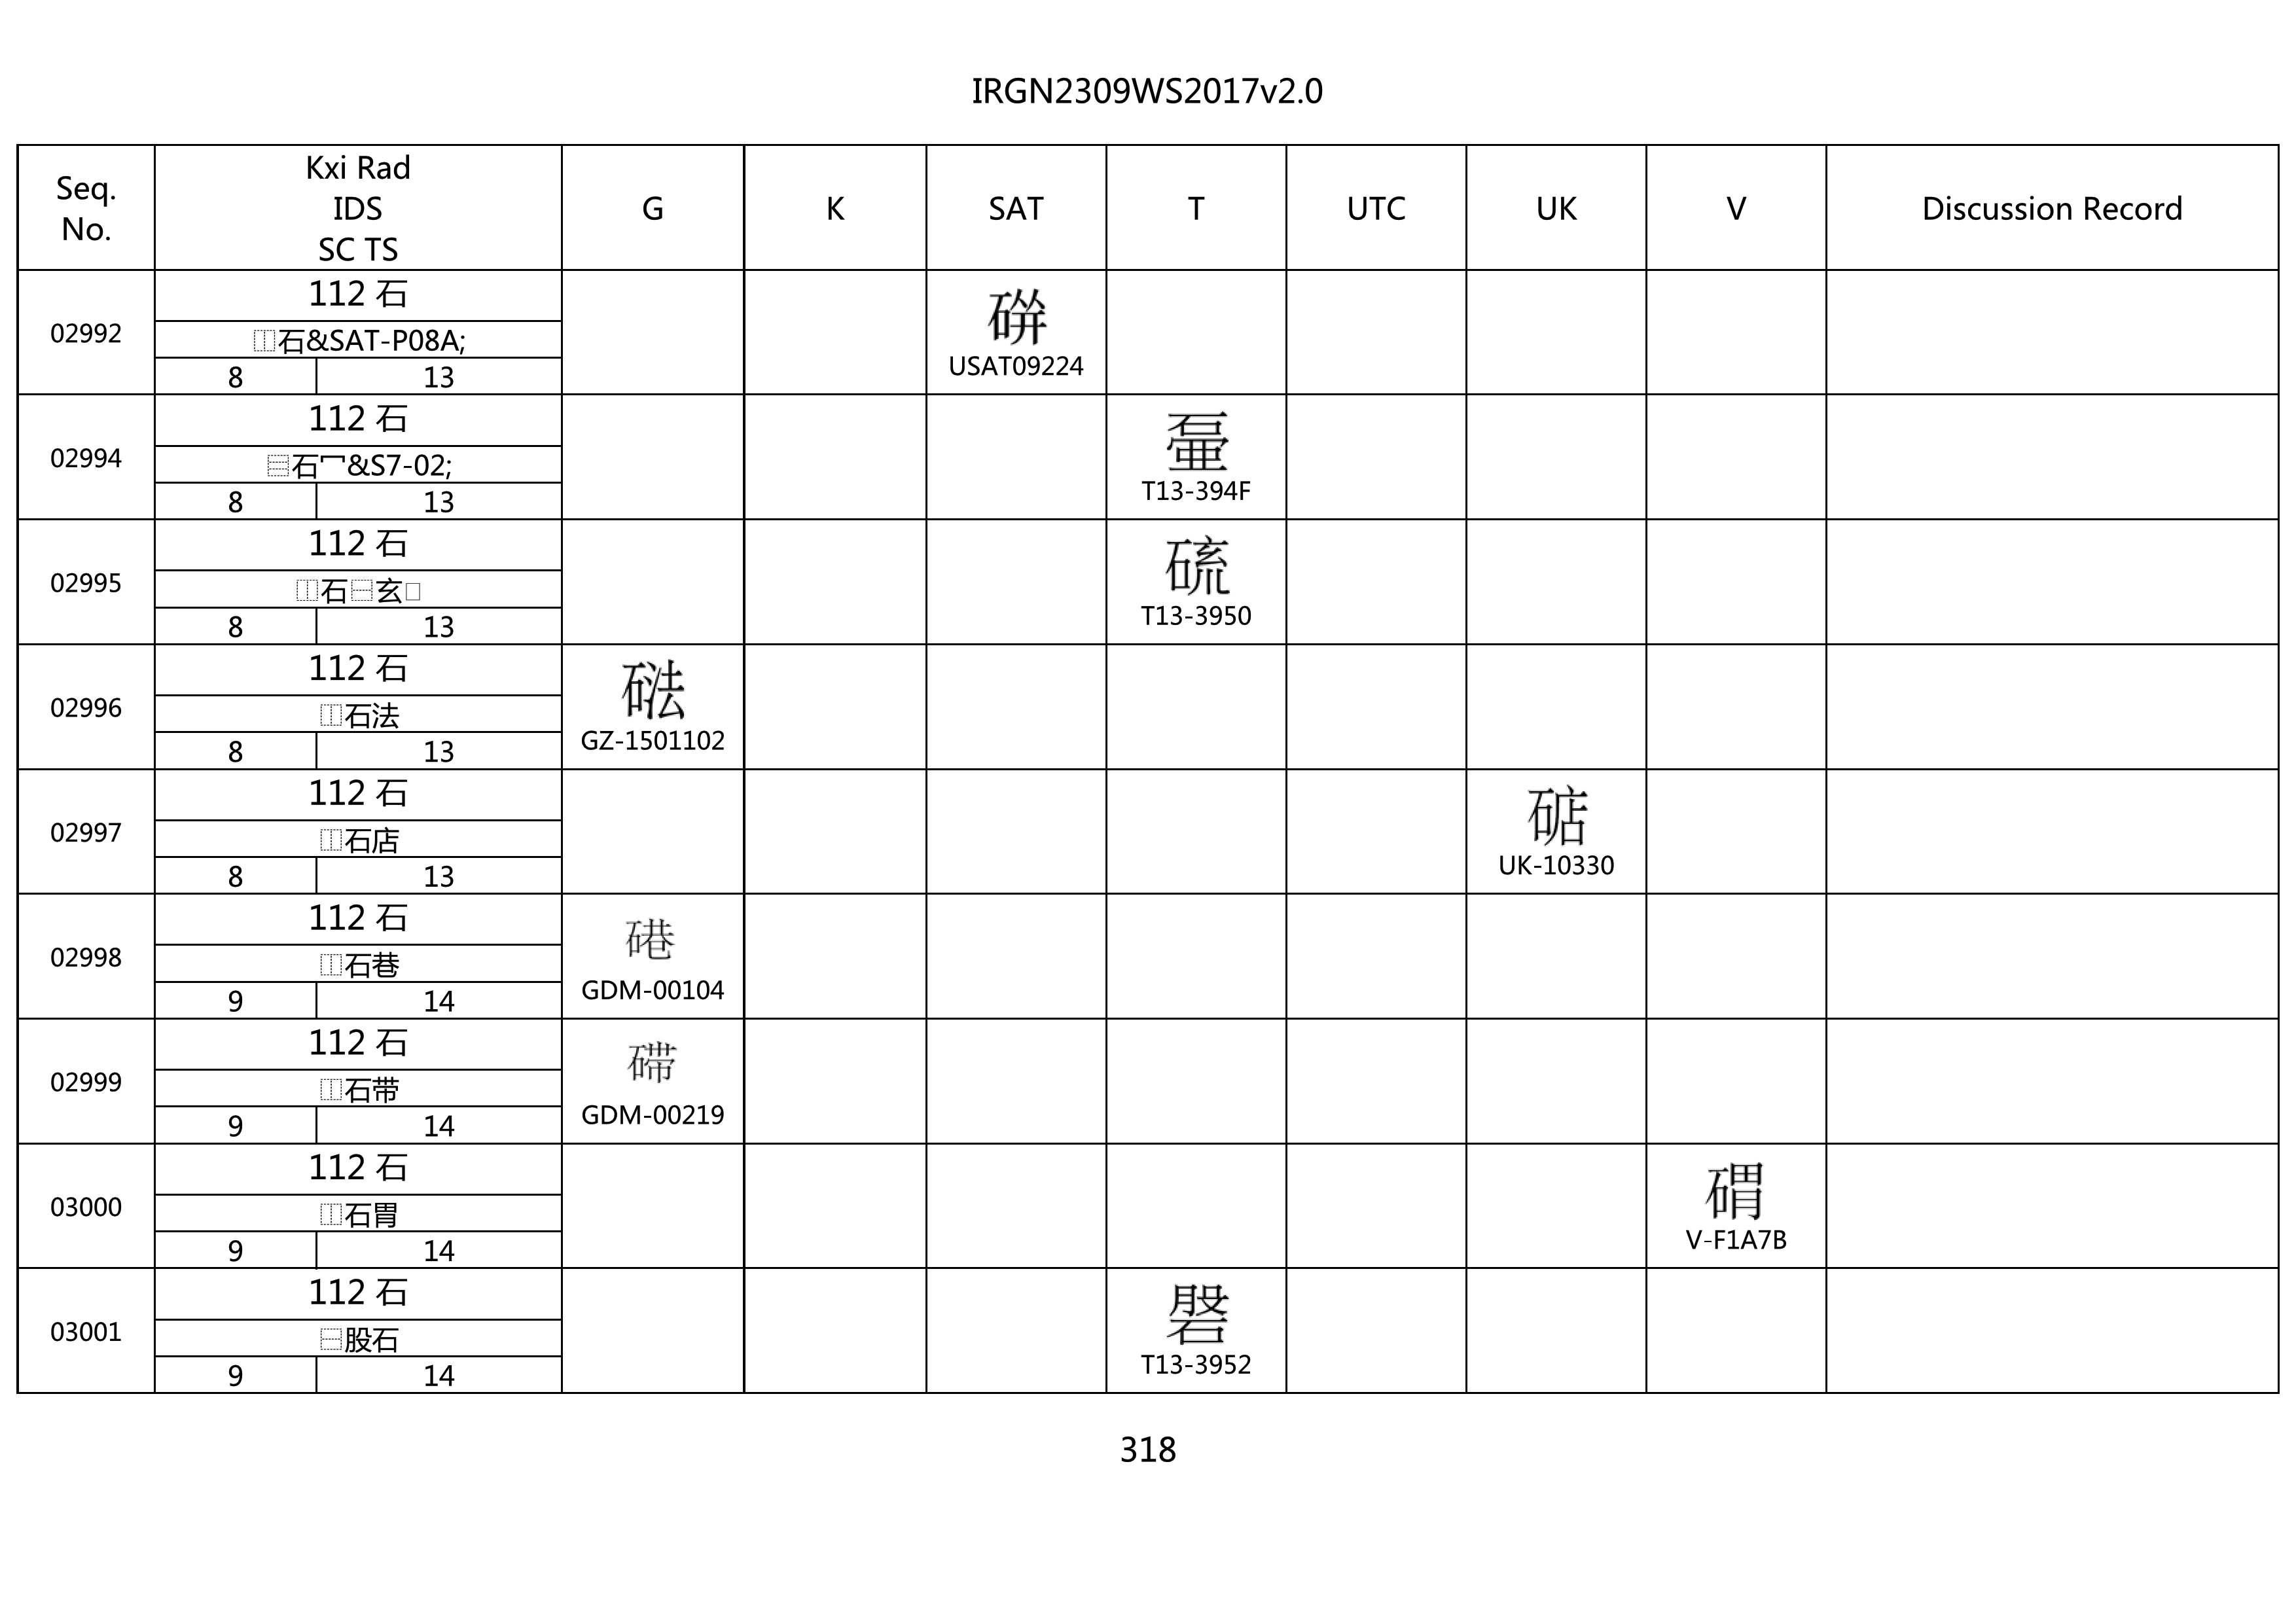 IRGN2309WS2017v2.0
Seq. No. Kxi Rad IDS SC TS G K SAT T UTC UK V Discussion Record
02992
112 石
⿰石&SAT-P08A;
8 13
USAT09224
02994
112 石
⿳石冖&S7-02;
8 13
T13-394F
02995
112 石
⿰石⿱玄
8 13
T13-3950
02996
112 石
⿰石法
8 13
GZ-1501102
02997
112 石
⿰石店
8 13
UK-10330
02998
112 石
⿰石巷
9 14
GDM-00104
02999
112 石
⿰石带
9 14
GDM-00219
03000
112 石
⿰石胃
9 14
V-F1A7B
03001
112 石
⿱股石
9 14
T13-3952
318